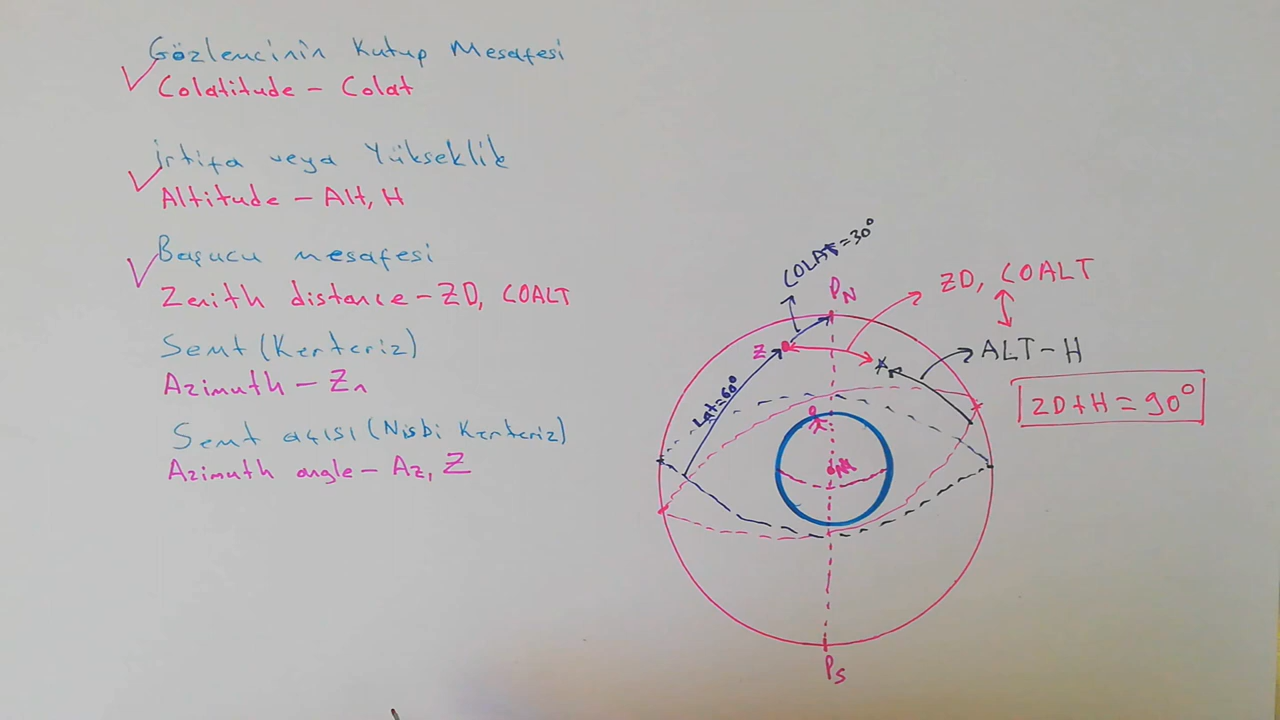 Gözlemcinin Kutup Mesafesi
Colatitude - Colat
İrtifa veya Yükseklik
Altitude - Alt, H
Başucu mesafesi
Zenith distance - ZD, COALT
Semt (Kerteriz)
Azimuth - Zn
Semt açısı (Nisbi Kerteriz)
Azimuth angle - Az, Z
COLAT=30°
PN
ZD, COALT
Z
ALT-H
Lat=60°
ZD+H=90°
PS